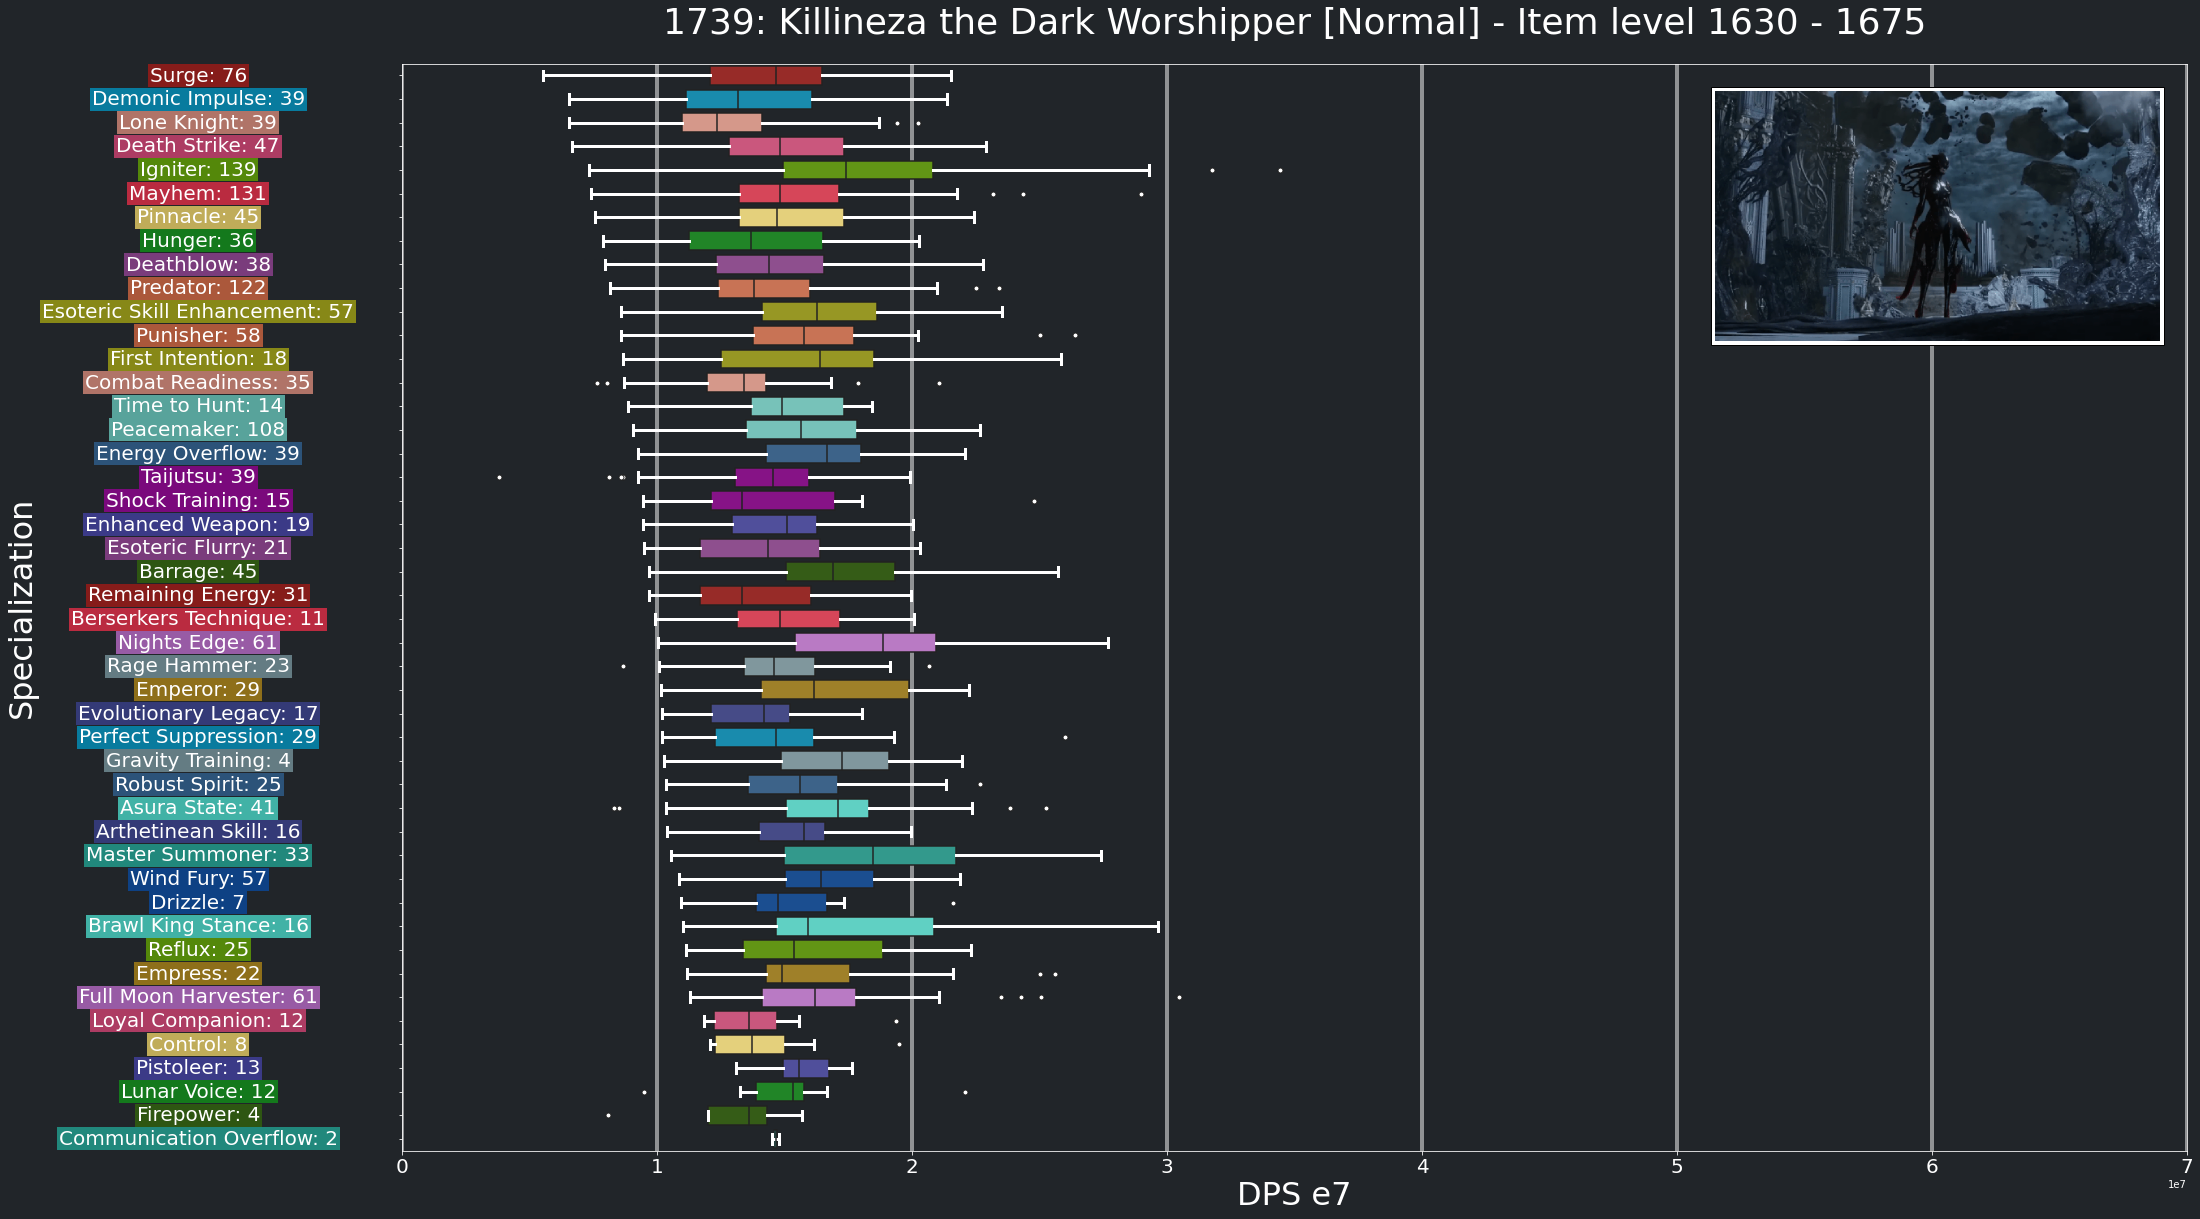 1739: Killineza the Dark Worshipper [Normal] - Item level 1630 - 1675
Specialization
Surge: 76
Demonic Impulse: 39
Lone Knight: 39
Death Strike: 47
Igniter: 139
Mayhem: 131
Pinnacle: 45
Hunger: 36
Deathblow: 38
Predator: 122
Esoteric Skill Enhancement: 57
Punisher: 58
First Intention: 18
Combat Readiness: 35
Time to Hunt: 14
Peacemaker: 108
Energy Overflow: 39
Taijutsu: 39
Shock Training: 15
Enhanced Weapon: 19
Esoteric Flurry: 21
Barrage: 45
Remaining Energy: 31
Berserkers Technique: 11
Nights Edge: 61
Rage Hammer: 23
Emperor: 29
Evolutionary Legacy: 17
Perfect Suppression: 29
Gravity Training: 4
Robust Spirit: 25
Asura State: 41
Arthetinean Skill: 16
Master Summoner: 33
Wind Fury: 57
Drizzle: 7
Brawl King Stance: 16
Reflux: 25
Empress: 22
Full Moon Harvester: 61
Loyal Companion: 12
Control: 8
Pistoleer: 13
Lunar Voice: 12
Firepower: 4
Communication Overflow: 2
0 1 2 3 4 5 6 7
1e7
DPS e7